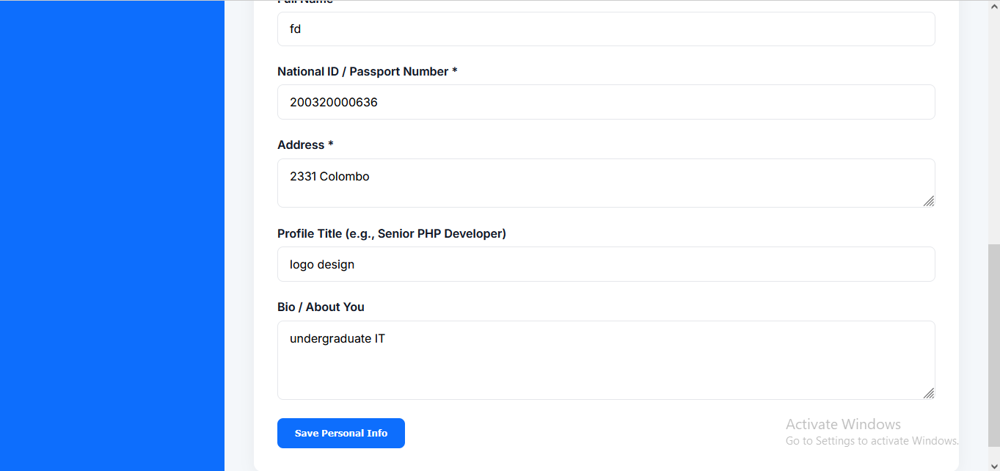 Full Name
fd
National ID / Passport Number *
200320000636
Address *
2331 Colombo
Profile Title (e.g., Senior PHP Developer)
logo design
Bio / About You
undergraduate IT
Save Personal Info
Activate Windows
Go to Settings to activate Windows.